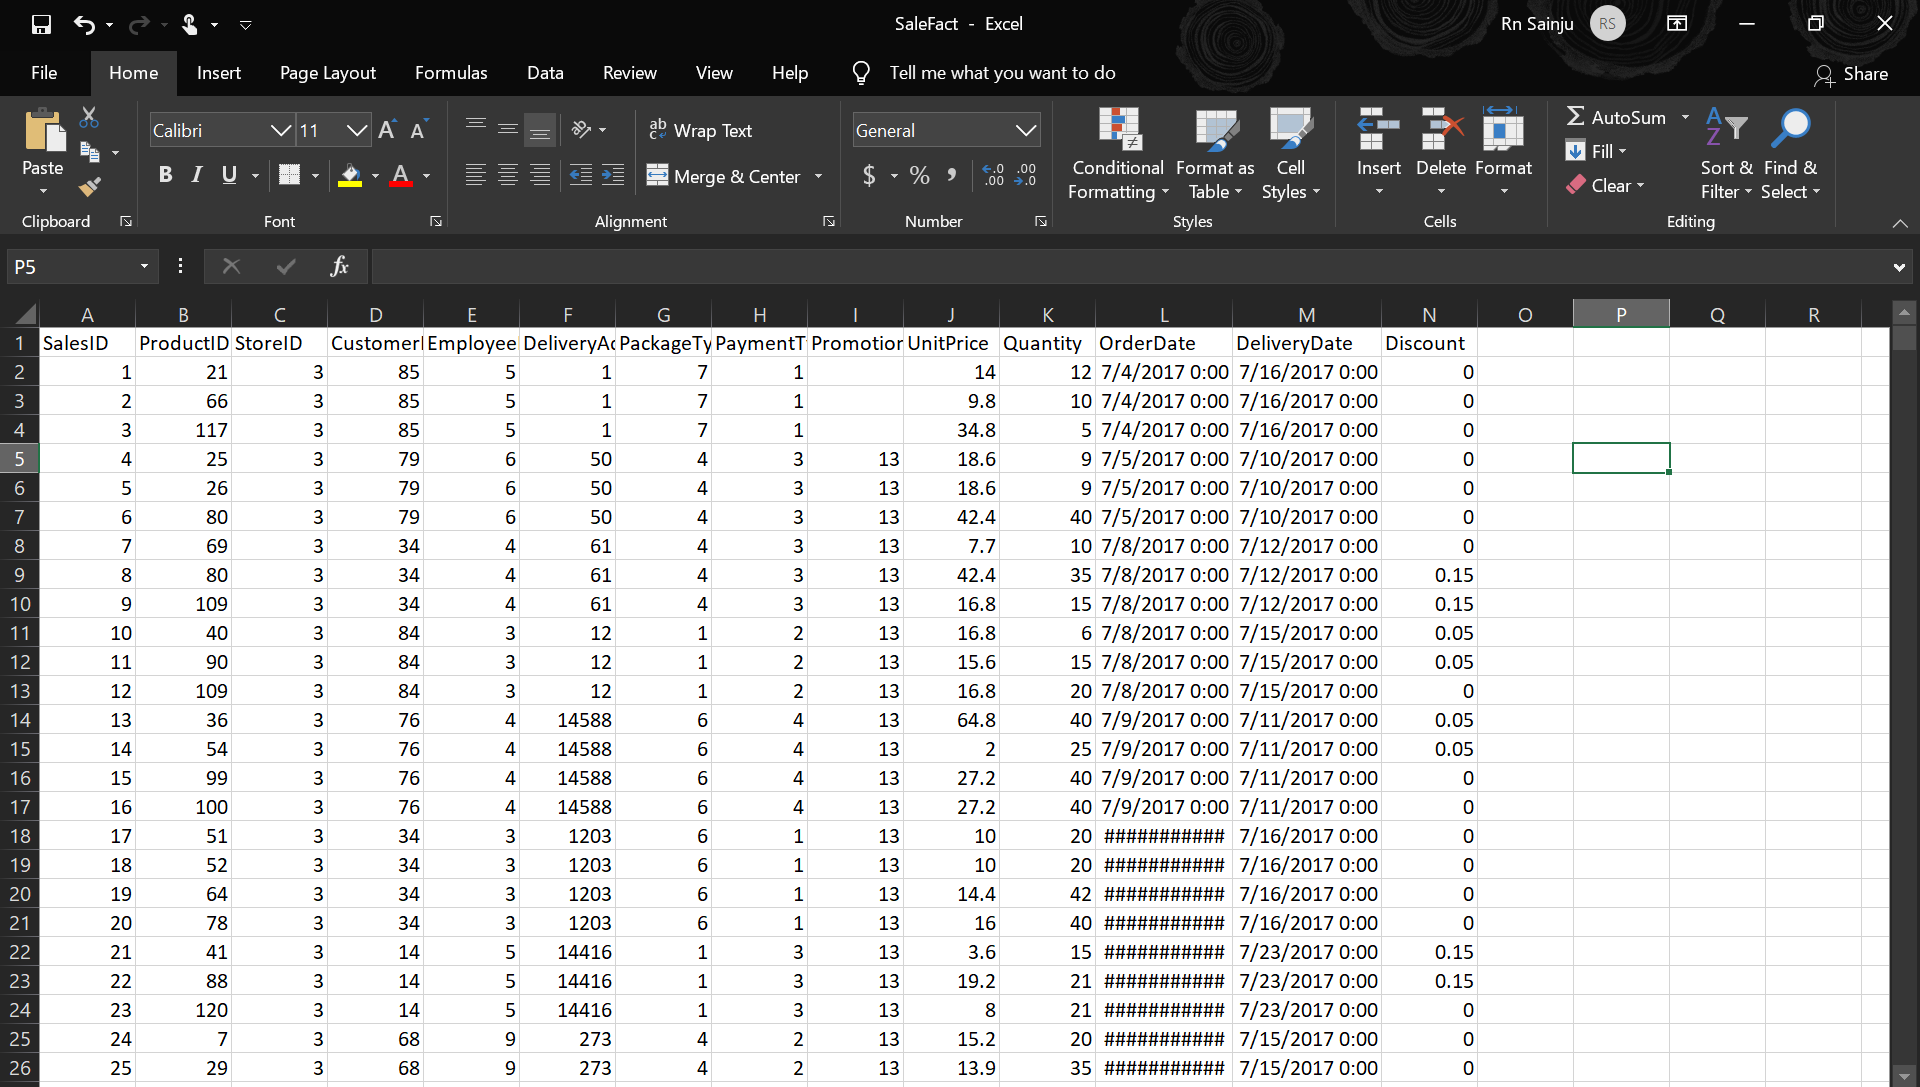 SaleFact - Excel
Rn Sainju RS
File Home Insert Page Layout Formulas Data Review View Help Tell me what you want to do Share
Paste
Clipboard
Calibri 11
A A
B I U A
Font
ab Wrap Text
Merge & Center
Alignment
General
$ % , .0 .00 .00 .0
Number
Conditional Formatting
Format as Table
Cell Styles
Styles
Insert Delete Format
Cells
AutoSum
Fill
Clear
Sort & Filter
Find & Select
Editing
P5 fx
A B C D E F G H I J K L M N O P Q R
1 SalesID ProductID StoreID Customer Employee DeliveryAc PackageTy PaymentT Promotion UnitPrice Quantity OrderDate DeliveryDate Discount
2 1 21 3 85 5 1 7 1 14 12 7/4/2017 0:00 7/16/2017 0:00 0
3 2 66 3 85 5 1 7 1 9.8 10 7/4/2017 0:00 7/16/2017 0:00 0
4 3 117 3 85 5 1 7 1 34.8 5 7/4/2017 0:00 7/16/2017 0:00 0
5 4 25 3 79 6 50 4 3 13 18.6 9 7/5/2017 0:00 7/10/2017 0:00 0
6 5 26 3 79 6 50 4 3 13 18.6 9 7/5/2017 0:00 7/10/2017 0:00 0
7 6 80 3 79 6 50 4 3 13 42.4 40 7/5/2017 0:00 7/10/2017 0:00 0
8 7 69 3 34 4 61 4 3 13 7.7 10 7/8/2017 0:00 7/12/2017 0:00 0
9 8 80 3 34 4 61 4 3 13 42.4 35 7/8/2017 0:00 7/12/2017 0:00 0.15
10 9 109 3 34 4 61 4 3 13 16.8 15 7/8/2017 0:00 7/12/2017 0:00 0.15
11 10 40 3 84 3 12 1 2 13 16.8 6 7/8/2017 0:00 7/15/2017 0:00 0.05
12 11 90 3 84 3 12 1 2 13 15.6 15 7/8/2017 0:00 7/15/2017 0:00 0.05
13 12 109 3 84 3 12 1 2 13 16.8 20 7/8/2017 0:00 7/15/2017 0:00 0
14 13 36 3 76 4 14588 6 4 13 64.8 40 7/9/2017 0:00 7/11/2017 0:00 0.05
15 14 54 3 76 4 14588 6 4 13 2 25 7/9/2017 0:00 7/11/2017 0:00 0.05
16 15 99 3 76 4 14588 6 4 13 27.2 40 7/9/2017 0:00 7/11/2017 0:00 0
17 16 100 3 76 4 14588 6 4 13 27.2 40 7/9/2017 0:00 7/11/2017 0:00 0
18 17 51 3 34 3 1203 6 1 13 10 20 ########### 7/16/2017 0:00 0
19 18 52 3 34 3 1203 6 1 13 10 20 ########### 7/16/2017 0:00 0
20 19 64 3 34 3 1203 6 1 13 14.4 42 ########### 7/16/2017 0:00 0
21 20 78 3 34 3 1203 6 1 13 16 40 ########### 7/16/2017 0:00 0
22 21 41 3 14 5 14416 1 3 13 3.6 15 ########### 7/23/2017 0:00 0.15
23 22 88 3 14 5 14416 1 3 13 19.2 21 ########### 7/23/2017 0:00 0.15
24 23 120 3 14 5 14416 1 3 13 8 21 ########### 7/23/2017 0:00 0
25 24 7 3 68 9 273 4 2 13 15.2 20 ########### 7/15/2017 0:00 0
26 25 29 3 68 9 273 4 2 13 13.9 35 ########### 7/15/2017 0:00 0